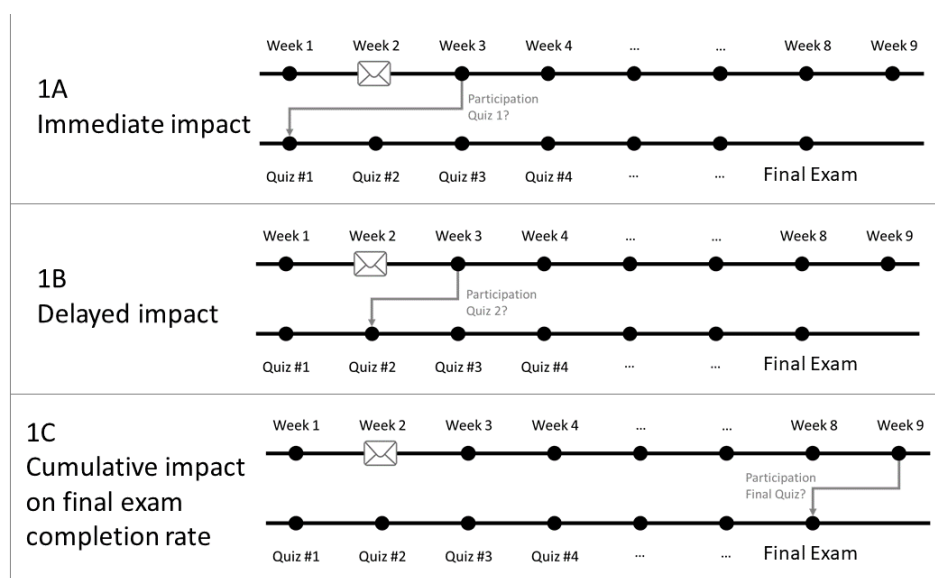 Week 1 Week 2 Week 3 Week 4 ... ... Week 8 Week 9
1A
Immediate impact
Participation
Quiz 1?
Quiz #1 Quiz #2 Quiz #3 Quiz #4 ... ... Final Exam
Week 1 Week 2 Week 3 Week 4 ... ... Week 8 Week 9
1B
Delayed impact
Participation
Quiz 2?
Quiz #1 Quiz #2 Quiz #3 Quiz #4 ... ... Final Exam
1C
Cumulative impact
on final exam
completion rate
Week 1 Week 2 Week 3 Week 4 ... ... Week 8 Week 9
Participation
Final Quiz?
Quiz #1 Quiz #2 Quiz #3 Quiz #4 ... ... Final Exam